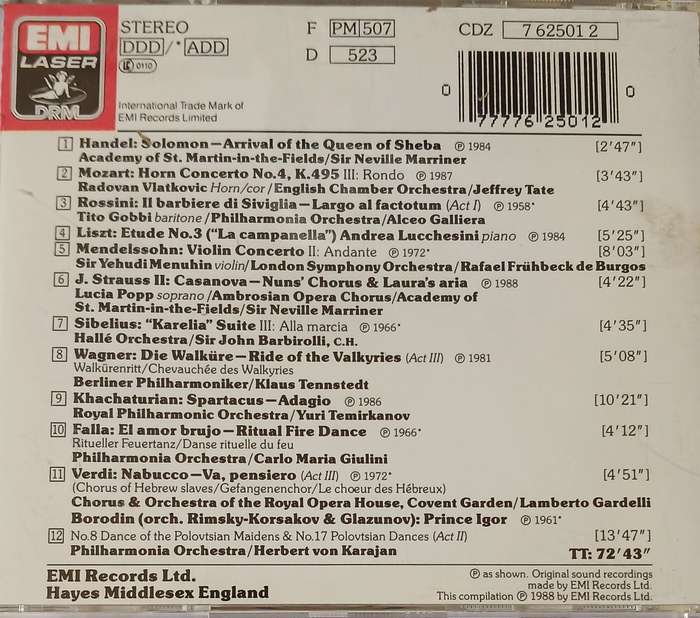 EMI
LASER
DRM
STEREO
DDD/*ADD
LC 0110
F PM 507
D 523
CDZ 7 62501 2
0 77776 25012 0
International Trade Mark of
EMI Records Limited
1 Handel: Solomon–Arrival of the Queen of Sheba ℗ 1984 [2'47"]
Academy of St. Martin-in-the-Fields/Sir Neville Marriner
2 Mozart: Horn Concerto No.4, K.495 III: Rondo ℗ 1987 [3'43"]
Radovan Vlatkovic Horn/cor/English Chamber Orchestra/Jeffrey Tate
3 Rossini: Il barbiere di Siviglia–Largo al factotum (Act I) ℗ 1958* [4'43"]
Tito Gobbi baritone/Philharmonia Orchestra/Alceo Galliera
4 Liszt: Etude No.3 ("La campanella") Andrea Lucchesini piano ℗ 1984 [5'25"]
5 Mendelssohn: Violin Concerto II: Andante ℗ 1972* [8'03"]
Sir Yehudi Menuhin violin/London Symphony Orchestra/Rafael Frühbeck de Burgos
6 J. Strauss II: Casanova–Nuns' Chorus & Laura's aria ℗ 1988 [4'22"]
Lucia Popp soprano/Ambrosian Opera Chorus/Academy of
St. Martin-in-the-Fields/Sir Neville Marriner
7 Sibelius: "Karelia" Suite III: Alla marcia ℗ 1966* [4'35"]
Hallé Orchestra/Sir John Barbirolli, C.H.
8 Wagner: Die Walküre–Ride of the Valkyries (Act III) ℗ 1981 [5'08"]
Walkürenritt/Chevauchée des Walkyries
Berliner Philharmoniker/Klaus Tennstedt
9 Khachaturian: Spartacus–Adagio ℗ 1986 [10'21"]
Royal Philharmonic Orchestra/Yuri Temirkanov
10 Falla: El amor brujo–Ritual Fire Dance ℗ 1966* [4'12"]
Ritueller Feuertanz/Danse rituelle du feu
Philharmonia Orchestra/Carlo Maria Giulini
11 Verdi: Nabucco–Va, pensiero (Act III) ℗ 1972* [4'51"]
(Chorus of Hebrew slaves/Gefangenenchor/Le chœur des Hébreux)
Chorus & Orchestra of the Royal Opera House, Covent Garden/Lamberto Gardelli
Borodin (orch. Rimsky-Korsakov & Glazunov): Prince Igor ℗ 1961*
12 No.8 Dance of the Polovtsian Maidens & No.17 Polovtsian Dances (Act II) [13'47"]
Philharmonia Orchestra/Herbert von Karajan TT: 72'43"
EMI Records Ltd.
Hayes Middlesex England
℗ as shown. Original sound recordings
made by EMI Records Ltd.
This compilation ℗ 1988 by EMI Records Ltd.